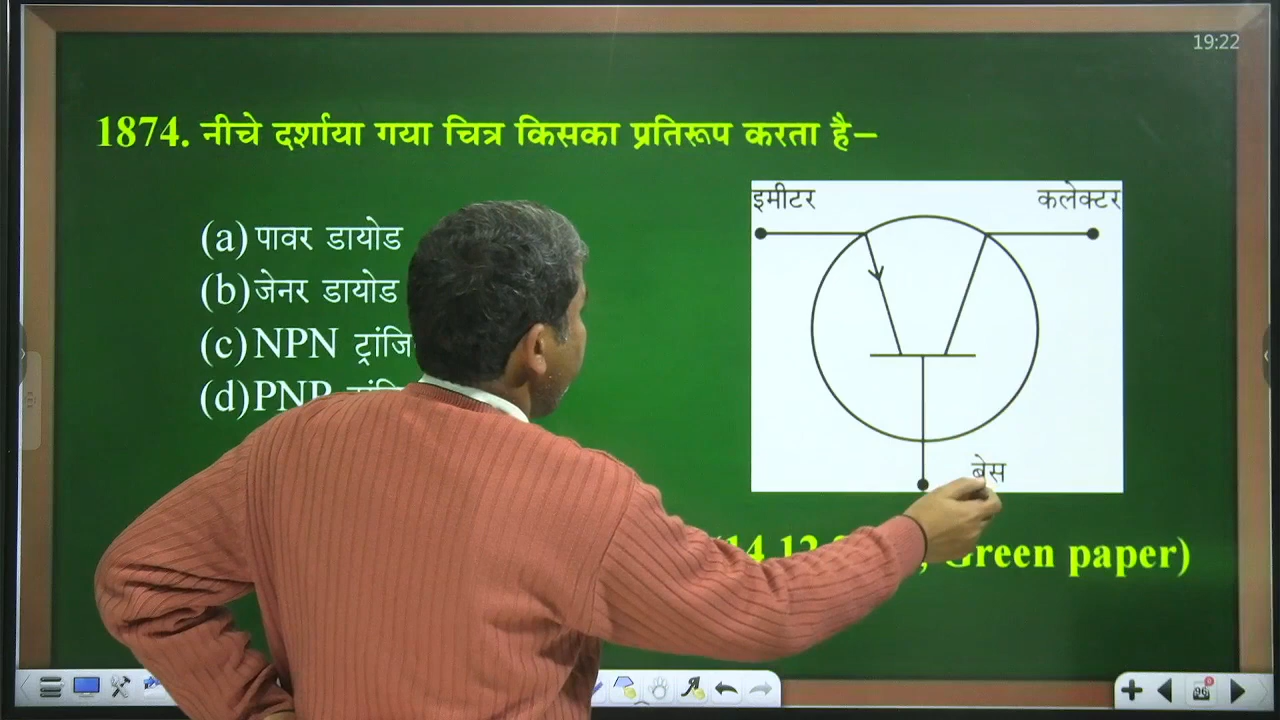 19:22
1874. नीचे दर्शाया गया चित्र किसका प्रतिरूप करता है–
(a) पावर डायोड
(b) जेनर डायोड
(c) NPN
(d) PNP
इमीटर
कलेक्टर
बेस
Green paper)